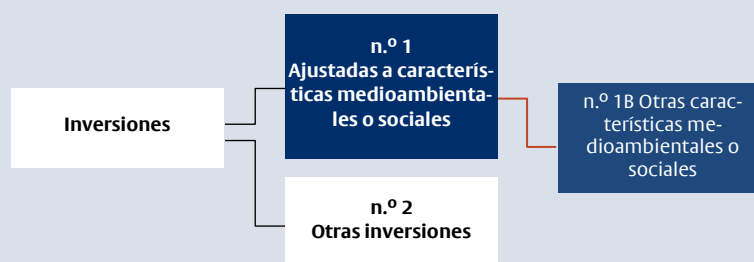 Inversiones
n.º 1
Ajustadas a caracterís-
ticas medioambienta-
les o sociales
n.º 1B Otras carac-
terísticas me-
dioambientales o
sociales
n.º 2
Otras inversiones